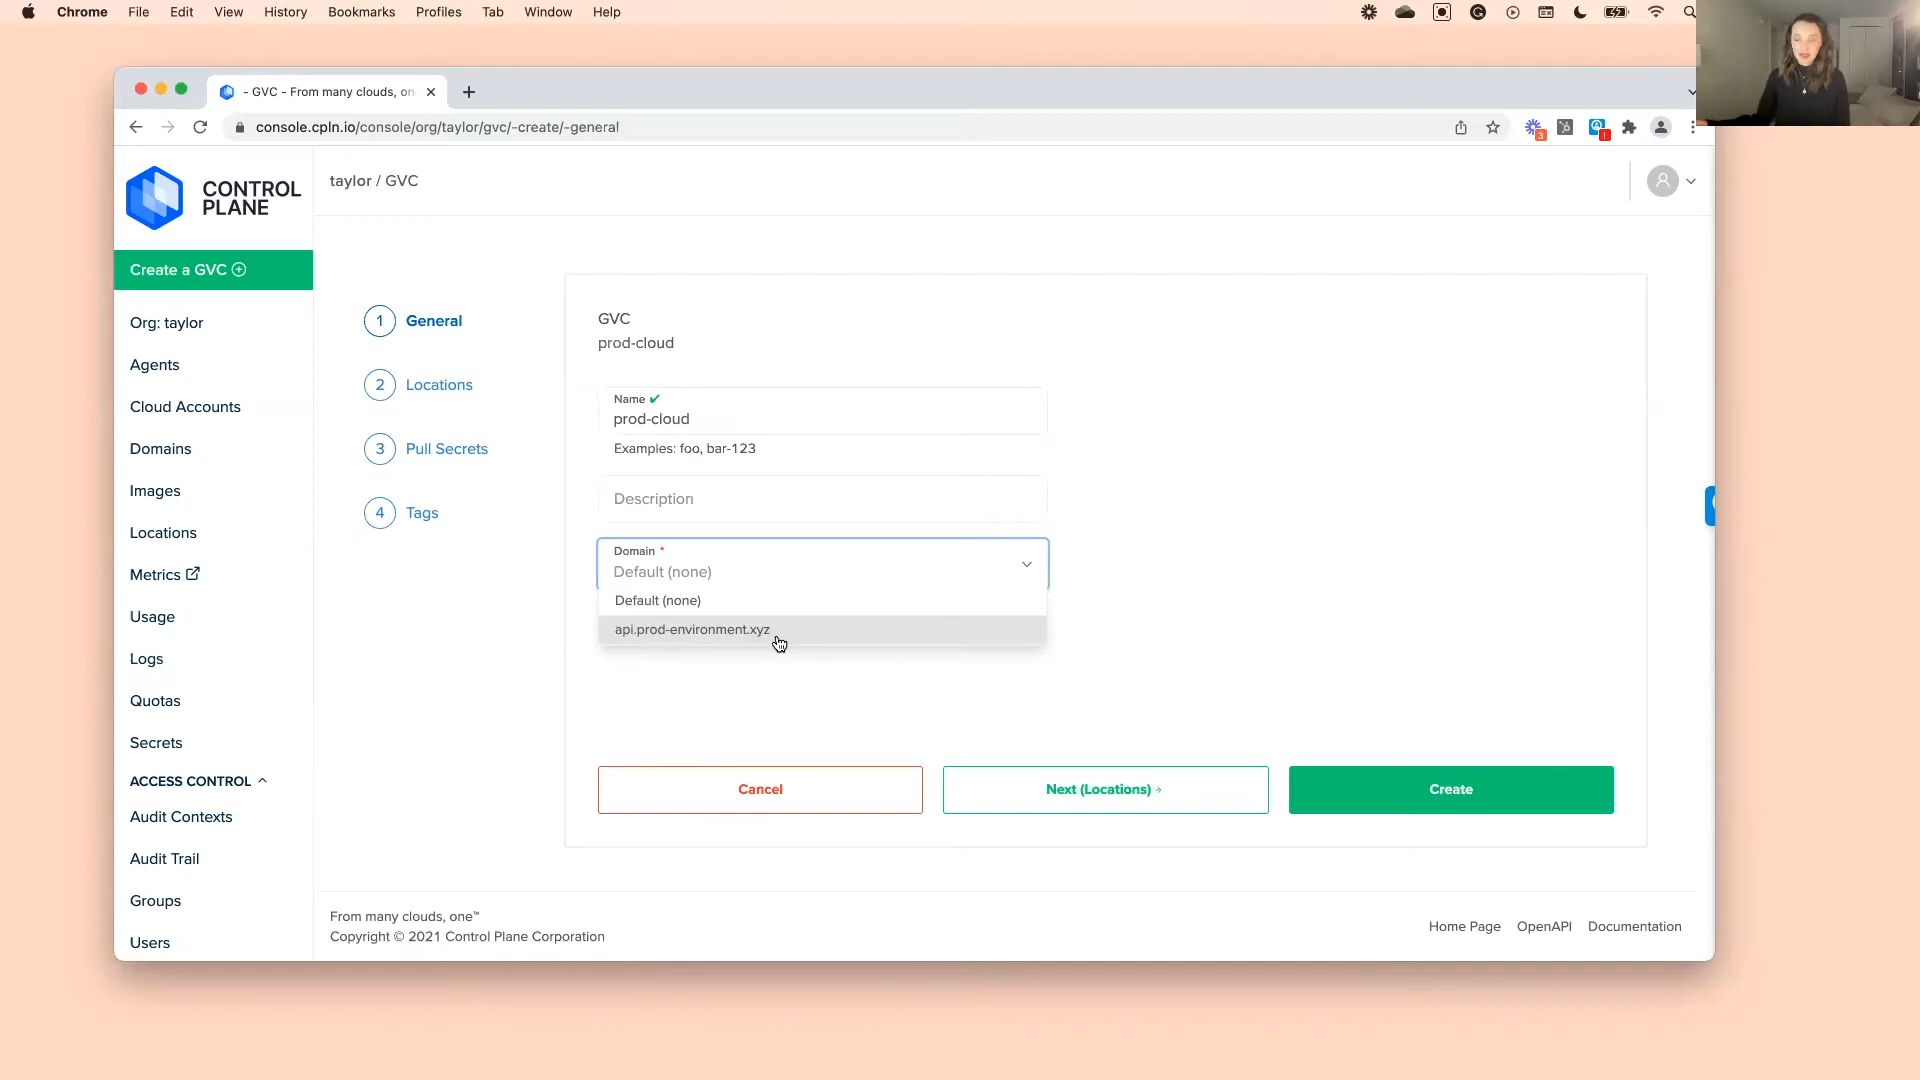 Chrome File Edit View History Bookmarks Profiles Tab Window Help
- GVC - From many clouds, on
console.cpln.io/console/org/taylor/gvc/-create/-general
3
CONTROL
PLANE
taylor / GVC
Create a GVC
Org: taylor
Agents
Cloud Accounts
Domains
Images
Locations
Metrics
Usage
Logs
Quotas
Secrets
ACCESS CONTROL
Audit Contexts
Audit Trail
Groups
Users
1 General
2 Locations
3 Pull Secrets
4 Tags
GVC
prod-cloud
Name
prod-cloud
Examples: foo, bar-123
Description
Domain *
Default (none)
Default (none)
api.prod-environment.xyz
Cancel
Next (Locations)
Create
From many clouds, one™
Copyright © 2021 Control Plane Corporation
Home Page OpenAPI Documentation